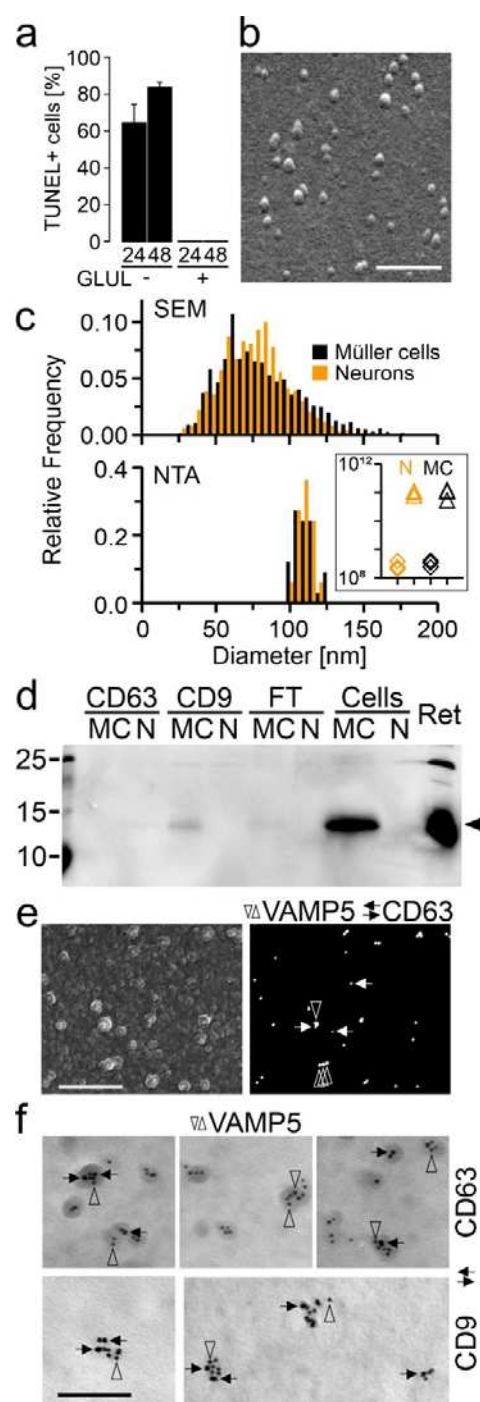 a
TUNEL+ cells [%]
100
80
60
40
20
0
24 48 24 48
GLUL - +
b
c
SEM
Müller cells
Neurons
Relative Frequency
0.10
0.05
0.00
NTA
0.4
0.2
0.0
N MC
10¹²
10⁸
0 50 100 150 200
Diameter [nm]
d
CD63 CD9 FT Cells Ret
MC N MC N MC N MC N
25
15
10
e
VAMP5 CD63
f
VAMP5
CD63
CD9